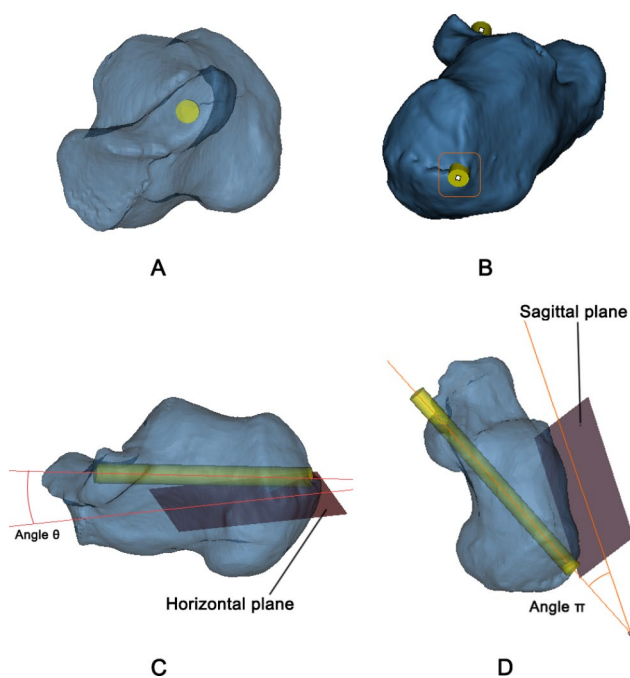 A
B
Sagittal plane
Angle θ
Horizontal plane
Angle π
C
D